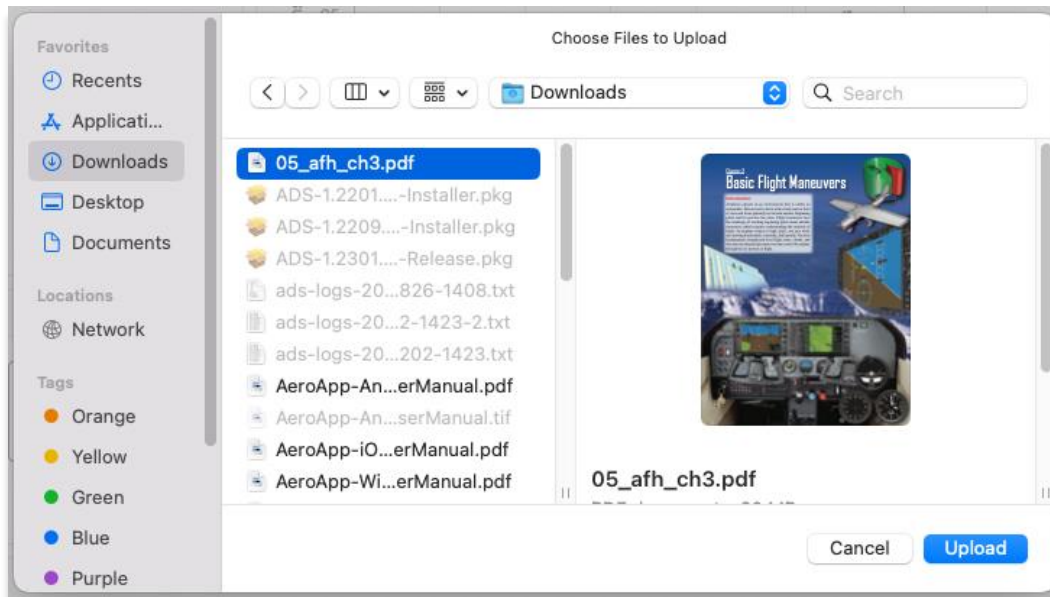 Choose Files to Upload
Favorites
Recents
Applicati...
Downloads
Desktop
Documents
Locations
Network
Tags
Orange
Yellow
Green
Blue
Purple
Downloads
Search
05_afh_ch3.pdf
ADS-1.2201....-Installer.pkg
ADS-1.2209....-Installer.pkg
ADS-1.2301....-Release.pkg
ads-logs-20...826-1408.txt
ads-logs-20...2-1423-2.txt
ads-logs-20...202-1423.txt
AeroApp-An...erManual.pdf
AeroApp-An...serManual.tif
AeroApp-iO...erManual.pdf
AeroApp-Wi...erManual.pdf
Basic Flight Maneuvers
05_afh_ch3.pdf
Cancel
Upload